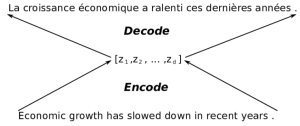 La croissance économique a ralenti ces dernières années .
Decode
[z₁,z₂, ... ,z_d]
Encode
Economic growth has slowed down in recent years .